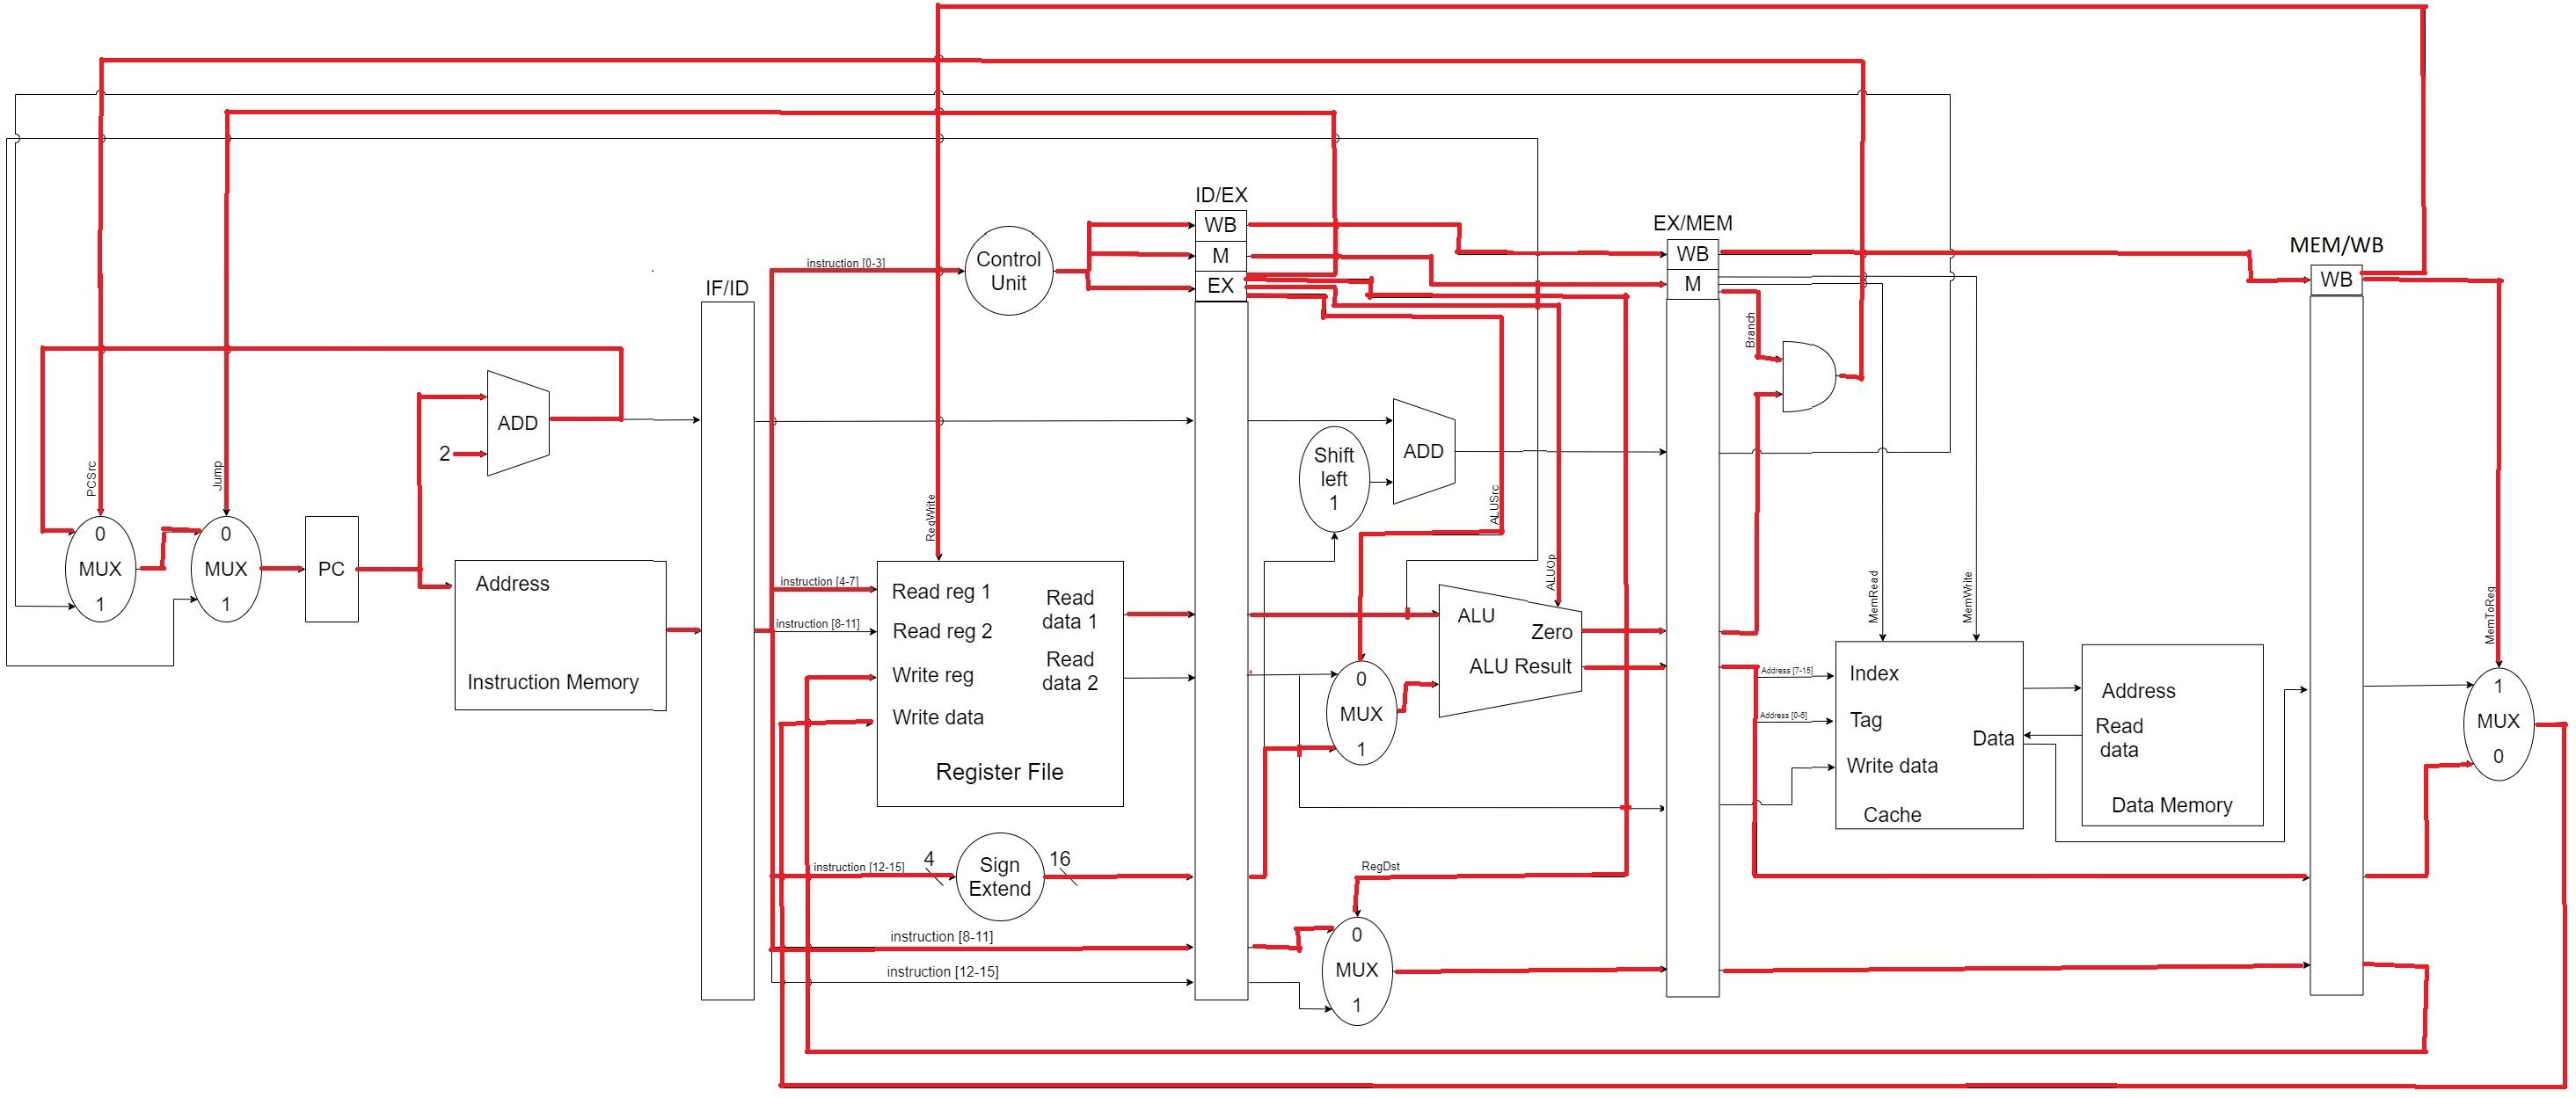 ID/EX
EX/MEM
MEM/WB
IF/ID
WB
M
EX
WB
M
WB
Control
Unit
instruction [0-3]
Branch
ADD
2
PCSrc
Jump
0
MUX
1
0
MUX
1
PC
Address
Instruction Memory
RegWrite
instruction [4-7]
instruction [8-11]
Read reg 1
Read reg 2
Write reg
Write data
Read
data 1
Read
data 2
Register File
instruction [12-15]
4
Sign
Extend
16
instruction [8-11]
instruction [12-15]
Shift
left
1
ADD
ALUSrc
ALUOp
0
MUX
1
ALU
Zero
ALU Result
RegDst
0
MUX
1
MemRead
MemWrite
Address [7-15]
Address [0-6]
Index
Tag
Data
Write data
Cache
Address
Read
data
Data Memory
MemToReg
1
MUX
0